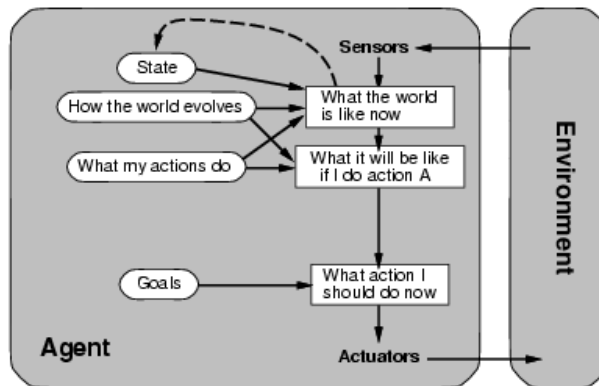 Sensors
State
What the world
is like now
How the world evolves
What it will be like
if I do action A
What my actions do
Environment
Goals
What action I
should do now
Agent
Actuators